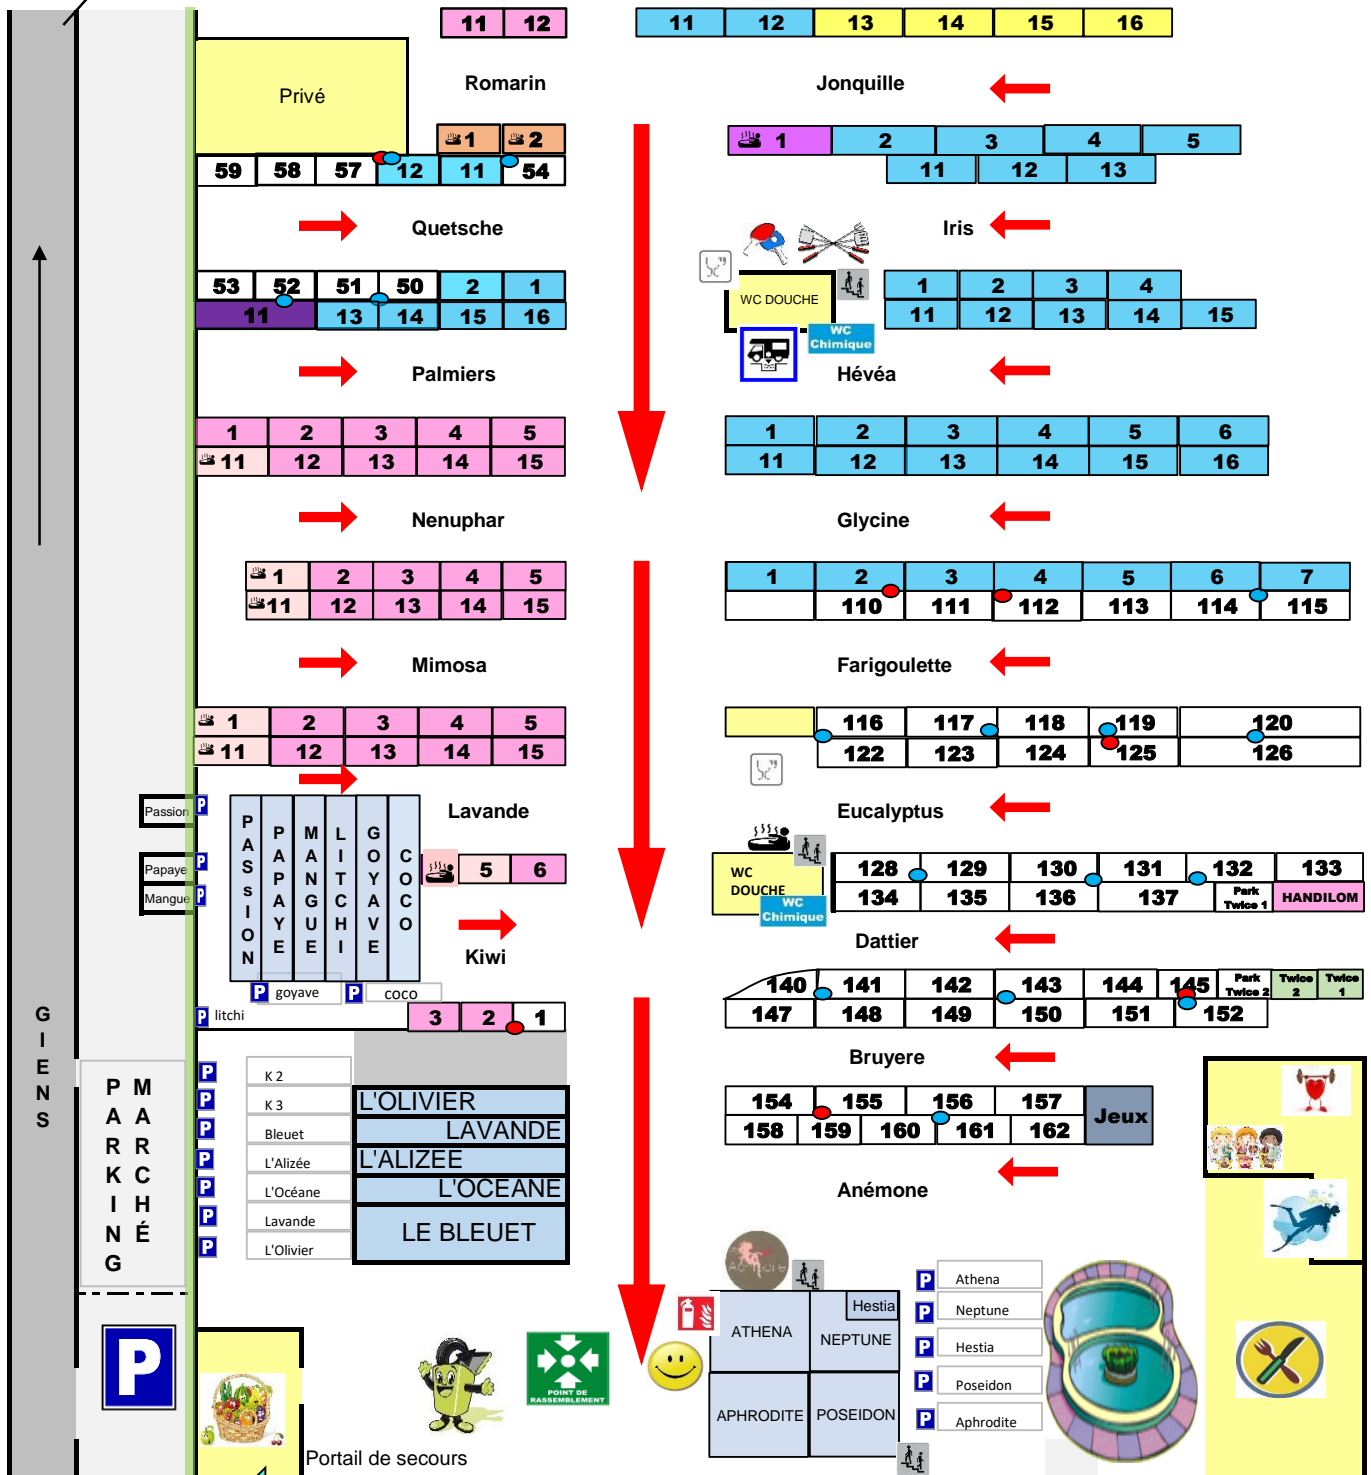 11 12 11 12 13 14 15 16
Romarin Jonquille
Privé
1 2 1 2 3 4 5
59 58 57 12 11 54 11 12 13
Quetsche Iris
53 52 51 50 2 1 WC DOUCHE 1 2 3 4
11 13 14 15 16 11 12 13 14 15
WC
Chimique
Palmiers Hévéa
1 2 3 4 5 1 2 3 4 5 6
11 12 13 14 15 11 12 13 14 15 16
Nenuphar Glycine
1 2 3 4 5 1 2 3 4 5 6 7
11 12 13 14 15 110 111 112 113 114 115
Mimosa Farigoulette
1 2 3 4 5 116 117 118 119 120
11 12 13 14 15 122 123 124 125 126
Passion P
Lavande Eucalyptus
PASsION
PAPAYE
MANGUE
LITCHI
GOYAVE
COCO
Papaye P
Mangue P
5 6
WC
DOUCHE
WC
Chimique
128 129 130 131 132 133
134 135 136 137 Park
Twice 1 HANDILOM
Kiwi Dattier
P goyave P coco
P litchi
3 2 1
140 141 142 143 144 145 Park
Twice 2 Twice
2 Twice
1
147 148 149 150 151 152
Bruyere
GIENS
PARKING
MARCHÉ
P K 2
P K 3
P Bleuet
P L'Alizée
P L'Océane
P Lavande
P L'Olivier
L'OLIVIER
LAVANDE
L'ALIZEE
L'OCEANE
LE BLEUET
154 155 156 157 Jeux
158 159 160 161 162
Anémone
ATHENA
Hestia
NEPTUNE
APHRODITE POSEIDON
P Athena
P Neptune
P Hestia
P Poseidon
P Aphrodite
P
POINT DE
RASSEMBLEMENT
Portail de secours